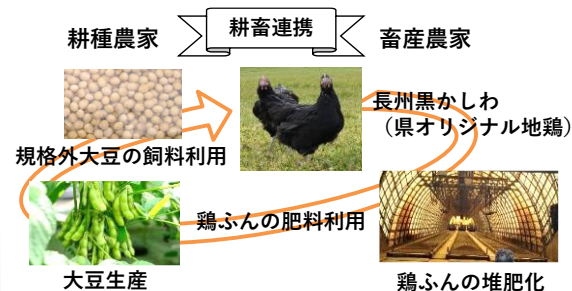 耕畜連携
耕種農家
畜産農家
長州黒かしわ
（県オリジナル地鶏）
規格外大豆の飼料利用
鶏ふんの肥料利用
大豆生産
鶏ふんの堆肥化